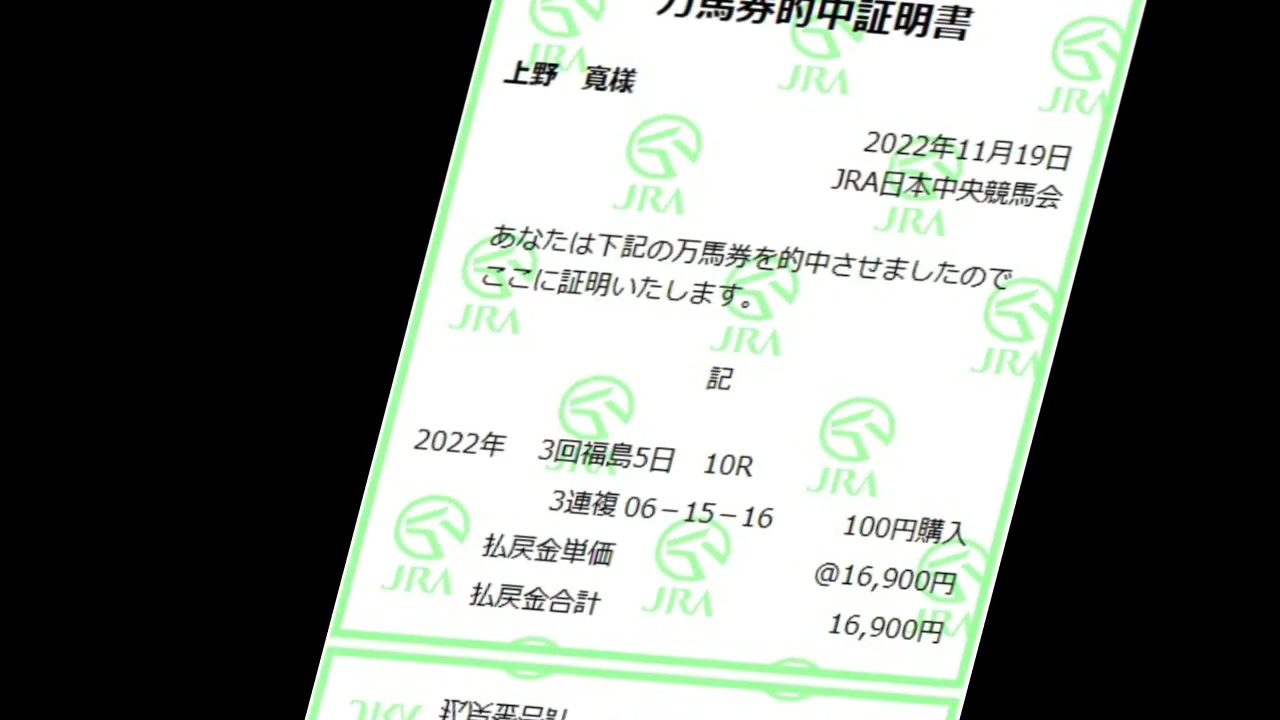 万馬券的中証明書
上野　寛様
2022年11月19日
JRA日本中央競馬会
あなたは下記の万馬券を的中させましたので
ここに証明いたします。
記
2022年　3回福島5日　10R
3連複 06－15－16　100円購入
払戻金単価　@16,900円
払戻金合計　16,900円